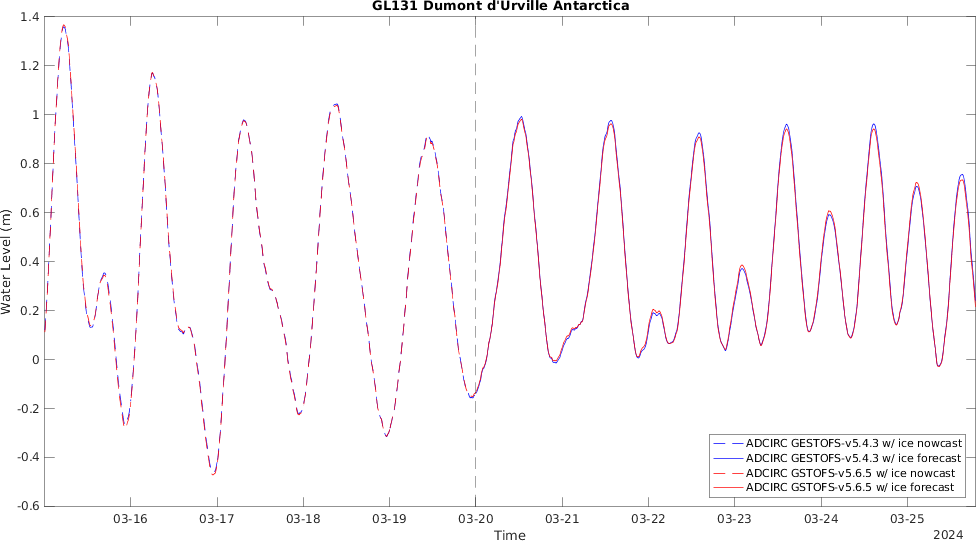 GL131 Dumont d'Urville Antarctica
1.4
1.2
1
0.8
0.6
0.4
0.2
0
-0.2
-0.4
-0.6
Water Level (m)
ADCIRC GESTOFS-v5.4.3 w/ ice nowcast
ADCIRC GESTOFS-v5.4.3 w/ ice forecast
ADCIRC GSTOFS-v5.6.5 w/ ice nowcast
ADCIRC GSTOFS-v5.6.5 w/ ice forecast
03-16 03-17 03-18 03-19 03-20 03-21 03-22 03-23 03-24 03-25
Time
2024